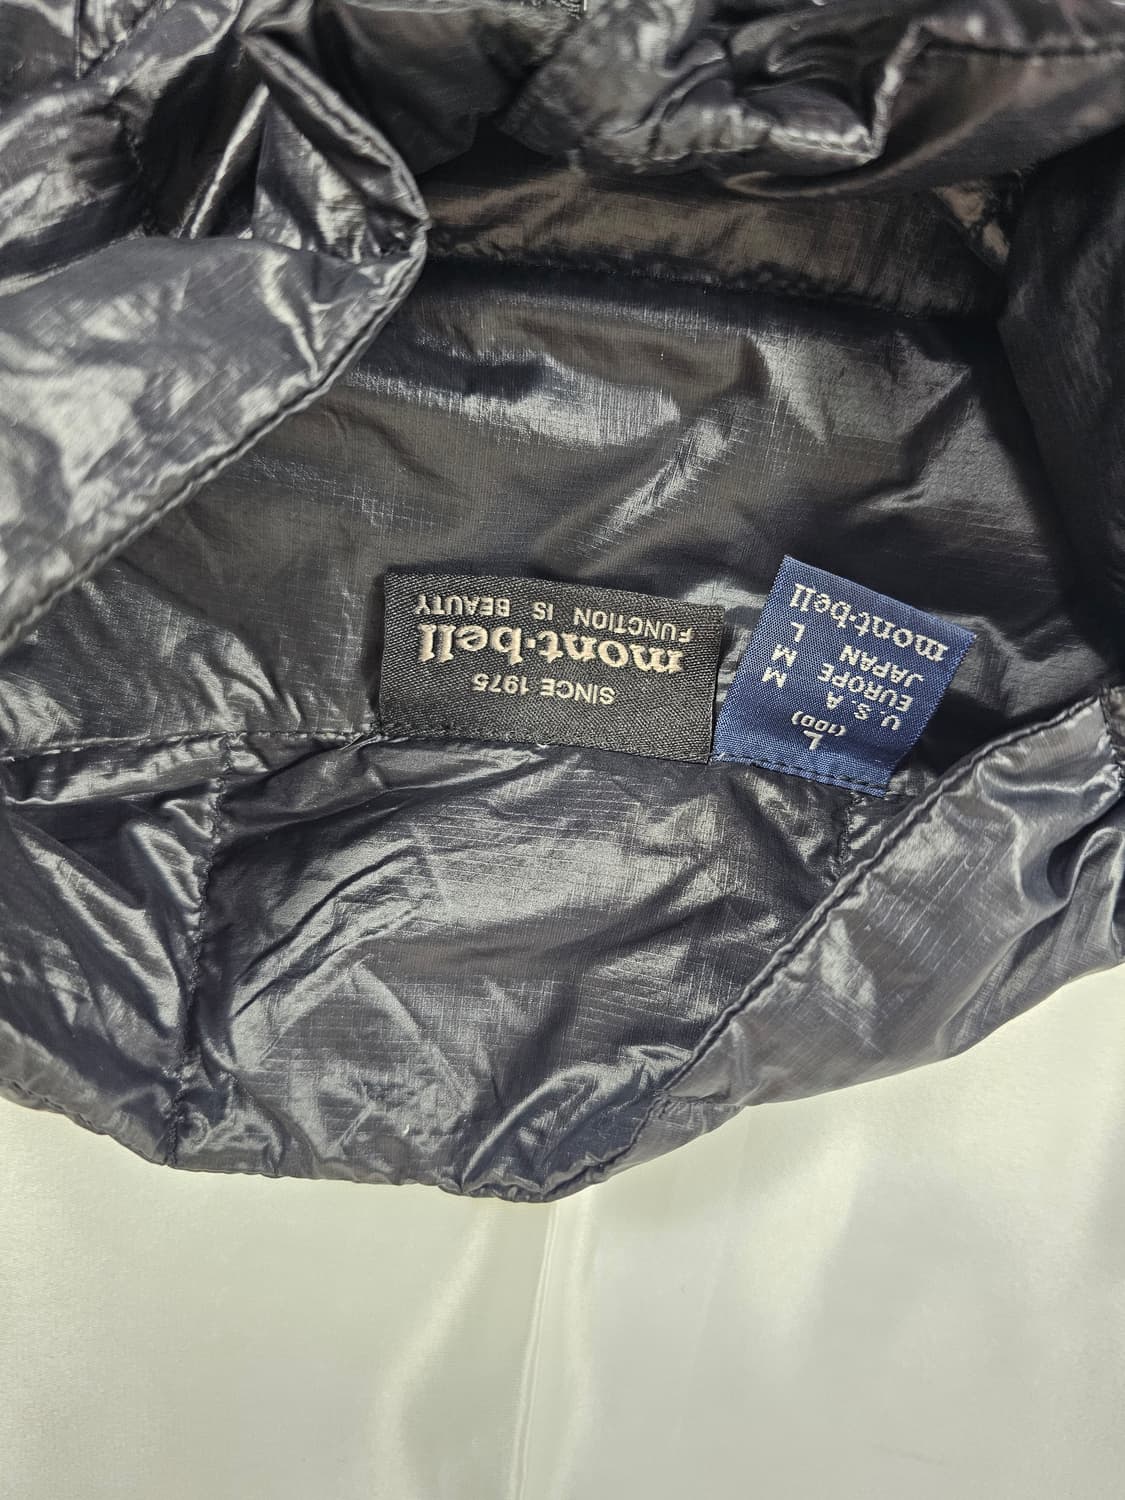 L
(100)
U.S.A M
EUROPE M
JAPAN L
mont·bell
SINCE 1975
mont·bell
FUNCTION IS BEAUTY